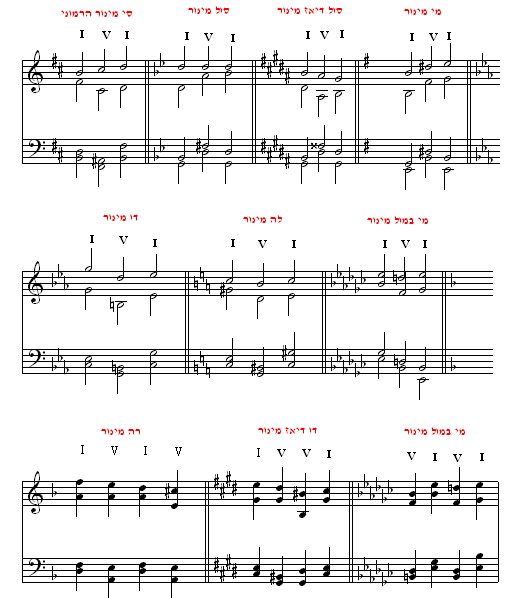 סי מינור הרמוני סול מינור סול דיאז מינור מי מינור
I V I I V I I V I I V I
דו מינור לה מינור מי במול מינור
I V I I V I I V I
רה מינור דו דיאז מינור מי במול מינור
I V I V I V V I V I V I